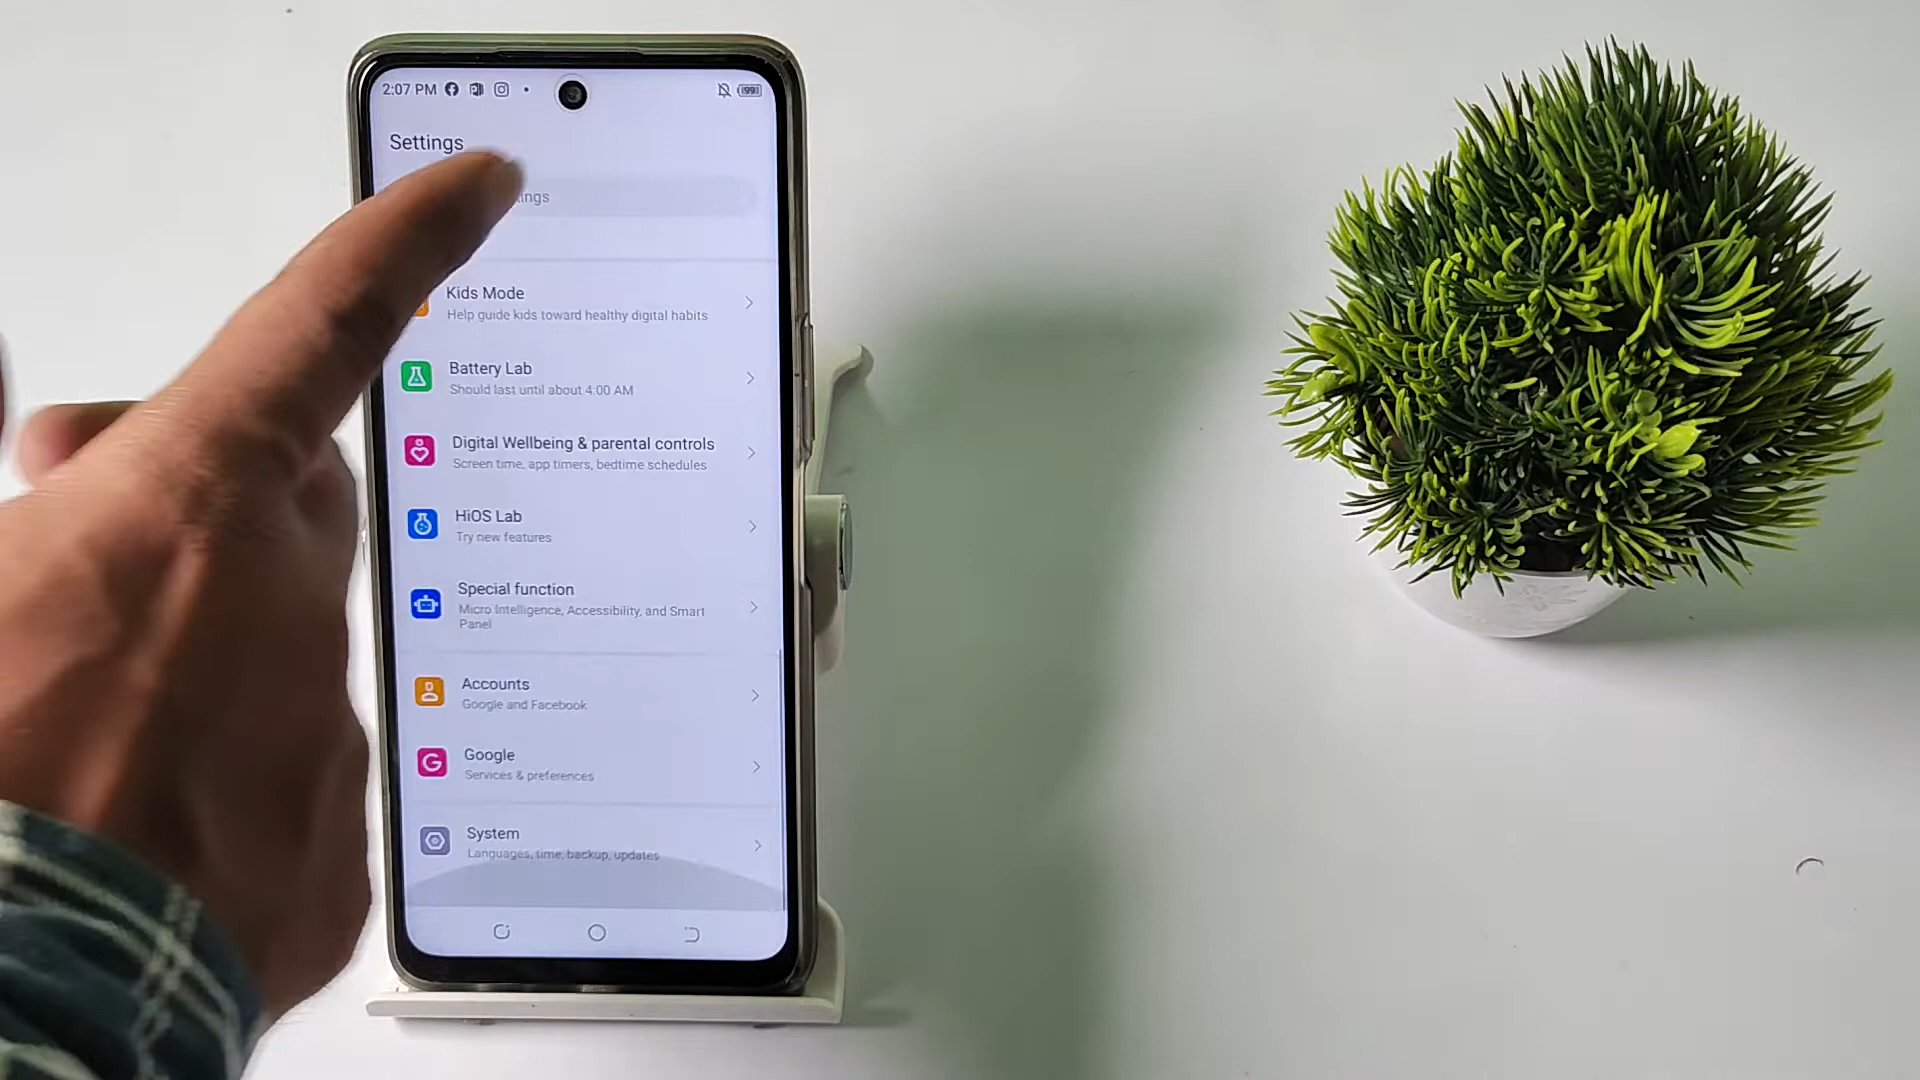 2:07 PM
Settings
Kids Mode
Help guide kids toward healthy digital habits
Battery Lab
Should last until about 4:00 AM
Digital Wellbeing & parental controls
Screen time, app timers, bedtime schedules
HiOS Lab
Try new features
Special function
Micro Intelligence, Accessibility, and Smart
Panel
Accounts
Google and Facebook
Google
Services & preferences
System
Languages, time, backup, updates